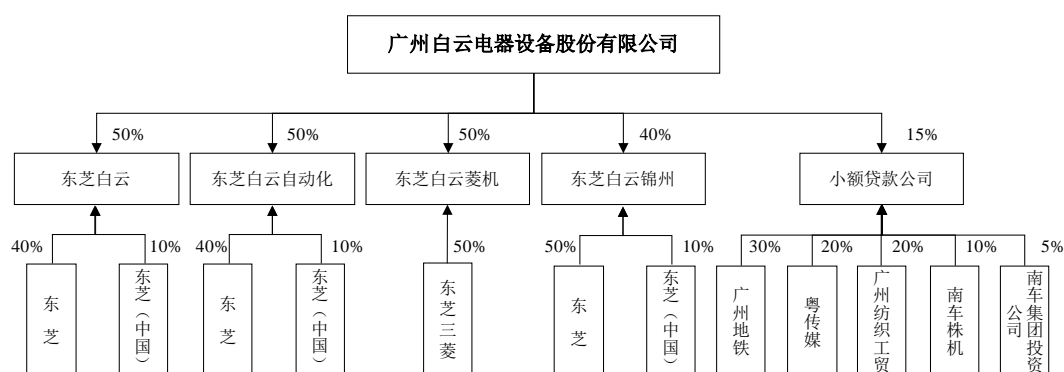 广州白云电器设备股份有限公司
50%
50%
50%
40%
15%
东芝白云
东芝白云自动化
东芝白云菱机
东芝白云锦州
小额贷款公司
40%
10%
40%
10%
50%
50%
10%
30%
20%
20%
10%
5%
东芝
东芝（中国）
东芝
东芝（中国）
东芝三菱
东芝
东芝（中国）
广州地铁
粤传媒
广州纺织工贸
南车株机
南车集团投资
公司